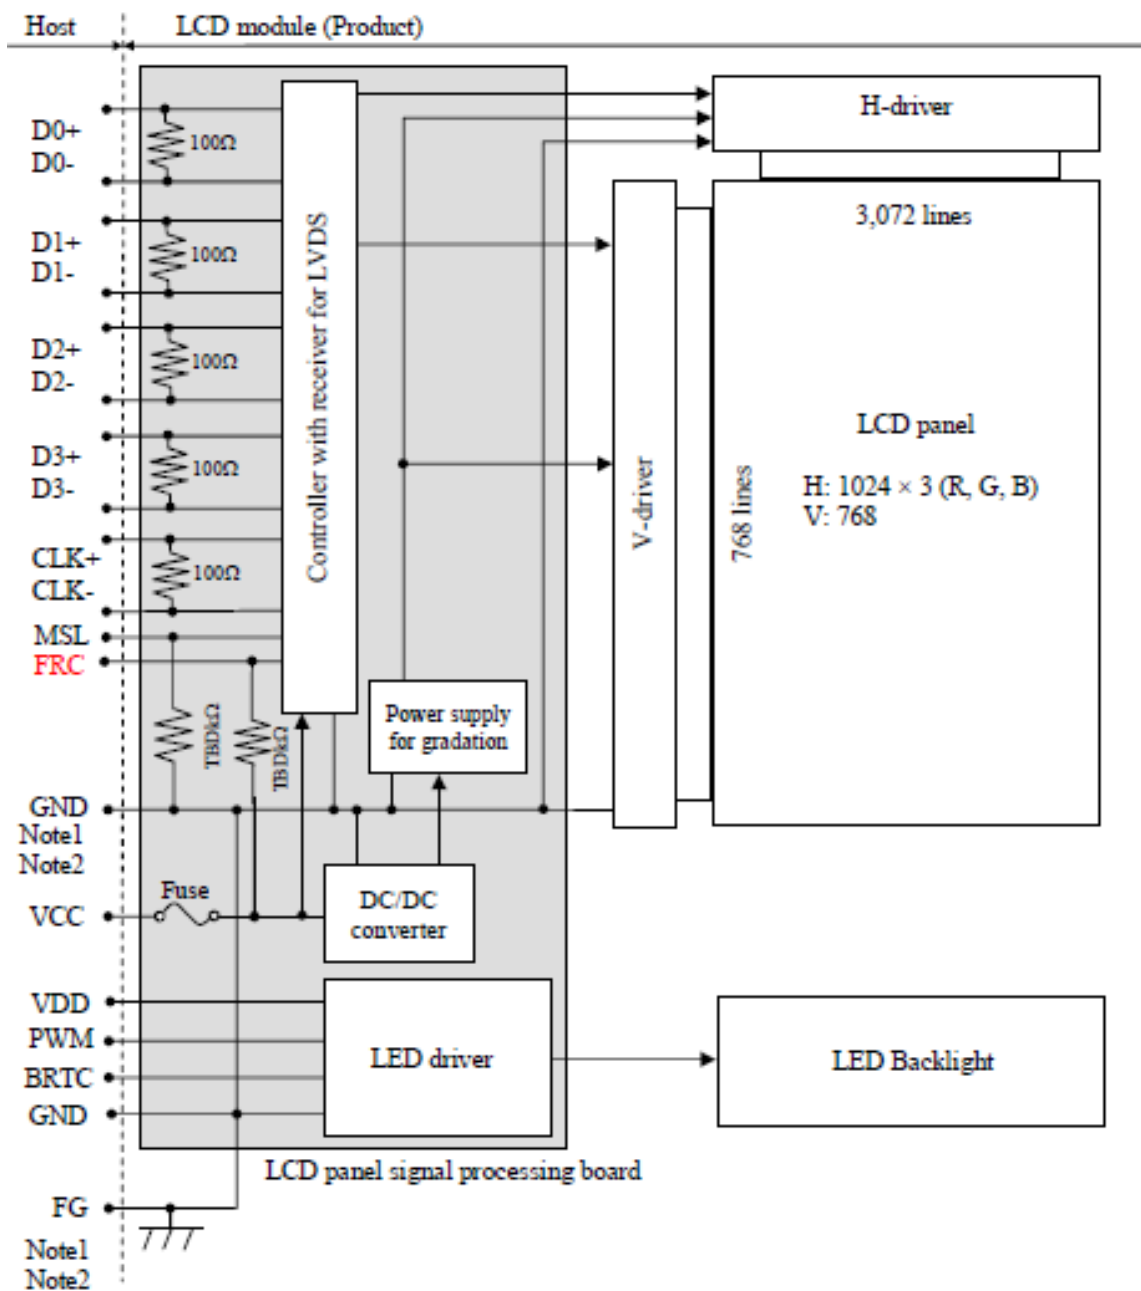 Host
LCD module (Product)
H-driver
D0+
D0-
100Ω
3,072 lines
D1+
D1-
100Ω
Controller with receiver for LVDS
D2+
D2-
100Ω
LCD panel
H: 1024 × 3 (R, G, B)
V: 768
V-driver
768 lines
D3+
D3-
100Ω
CLK+
CLK-
100Ω
MSL
FRC
TBDkΩ
TBDkΩ
Power supply
for gradation
GND
Note1
Note2
Fuse
VCC
DC/DC
converter
VDD
PWM
BRTC
GND
LED driver
LED Backlight
LCD panel signal processing board
FG
Note1
Note2